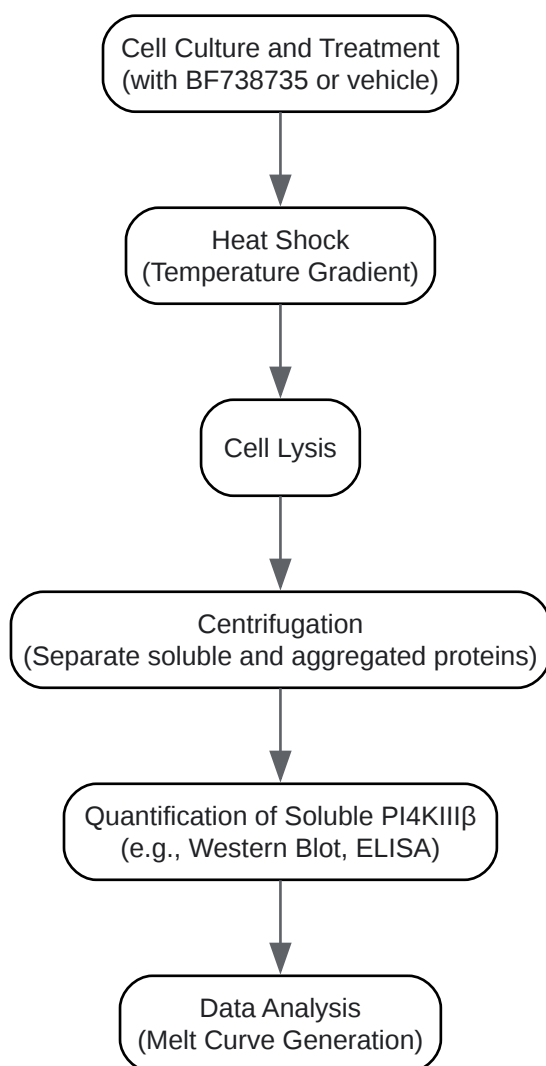 Cell Culture and Treatment
(with BF738735 or vehicle)
Heat Shock
(Temperature Gradient)
Cell Lysis
Centrifugation
(Separate soluble and aggregated proteins)
Quantification of Soluble PI4KIIIβ
(e.g., Western Blot, ELISA)
Data Analysis
(Melt Curve Generation)